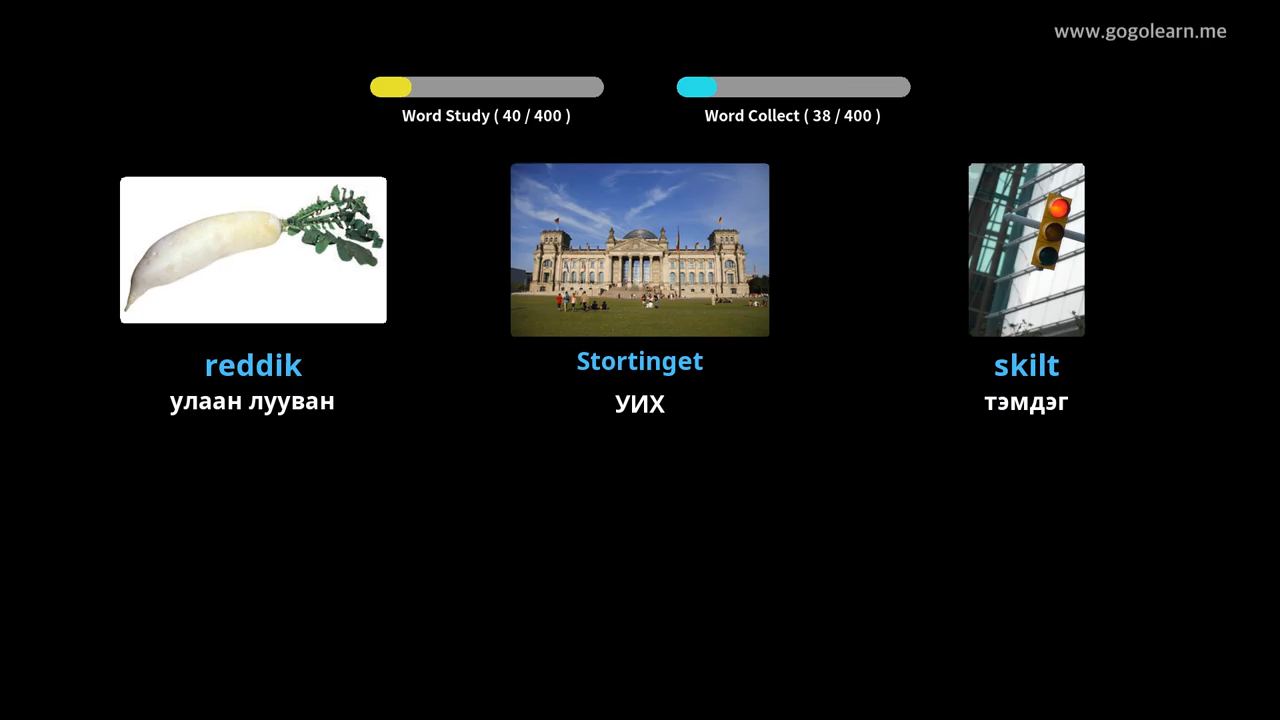 www.gogolearn.me
Word Study ( 40 / 400 )
Word Collect ( 38 / 400 )
reddik
Stortinget
skilt
улаан лууван
УИХ
тэмдэг